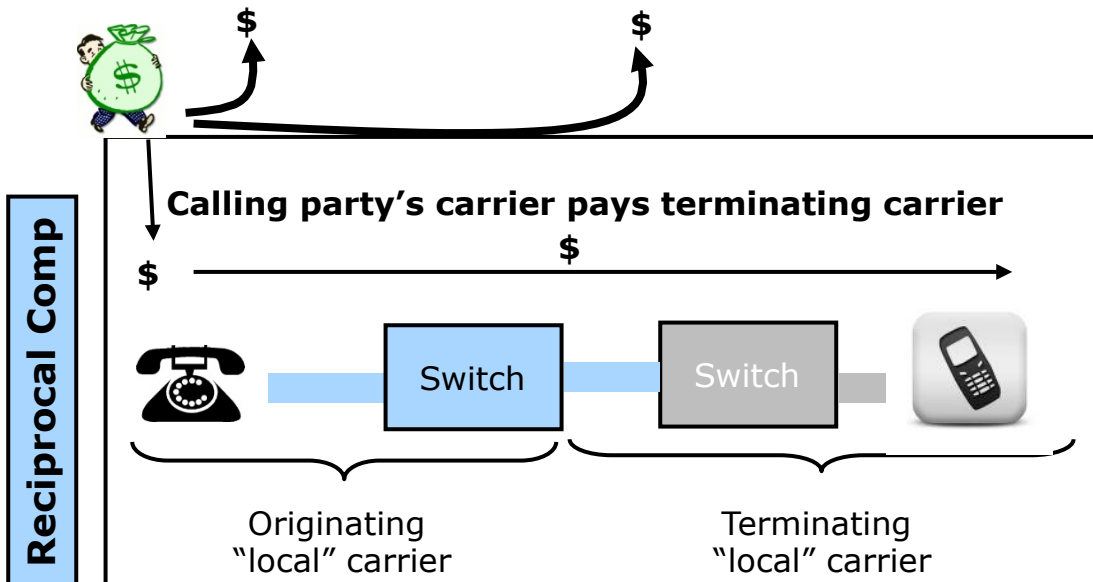 $
$
$
Calling party’s carrier pays terminating carrier
$
$
Reciprocal Comp
Switch
Switch
Originating
“local” carrier
Terminating
“local” carrier